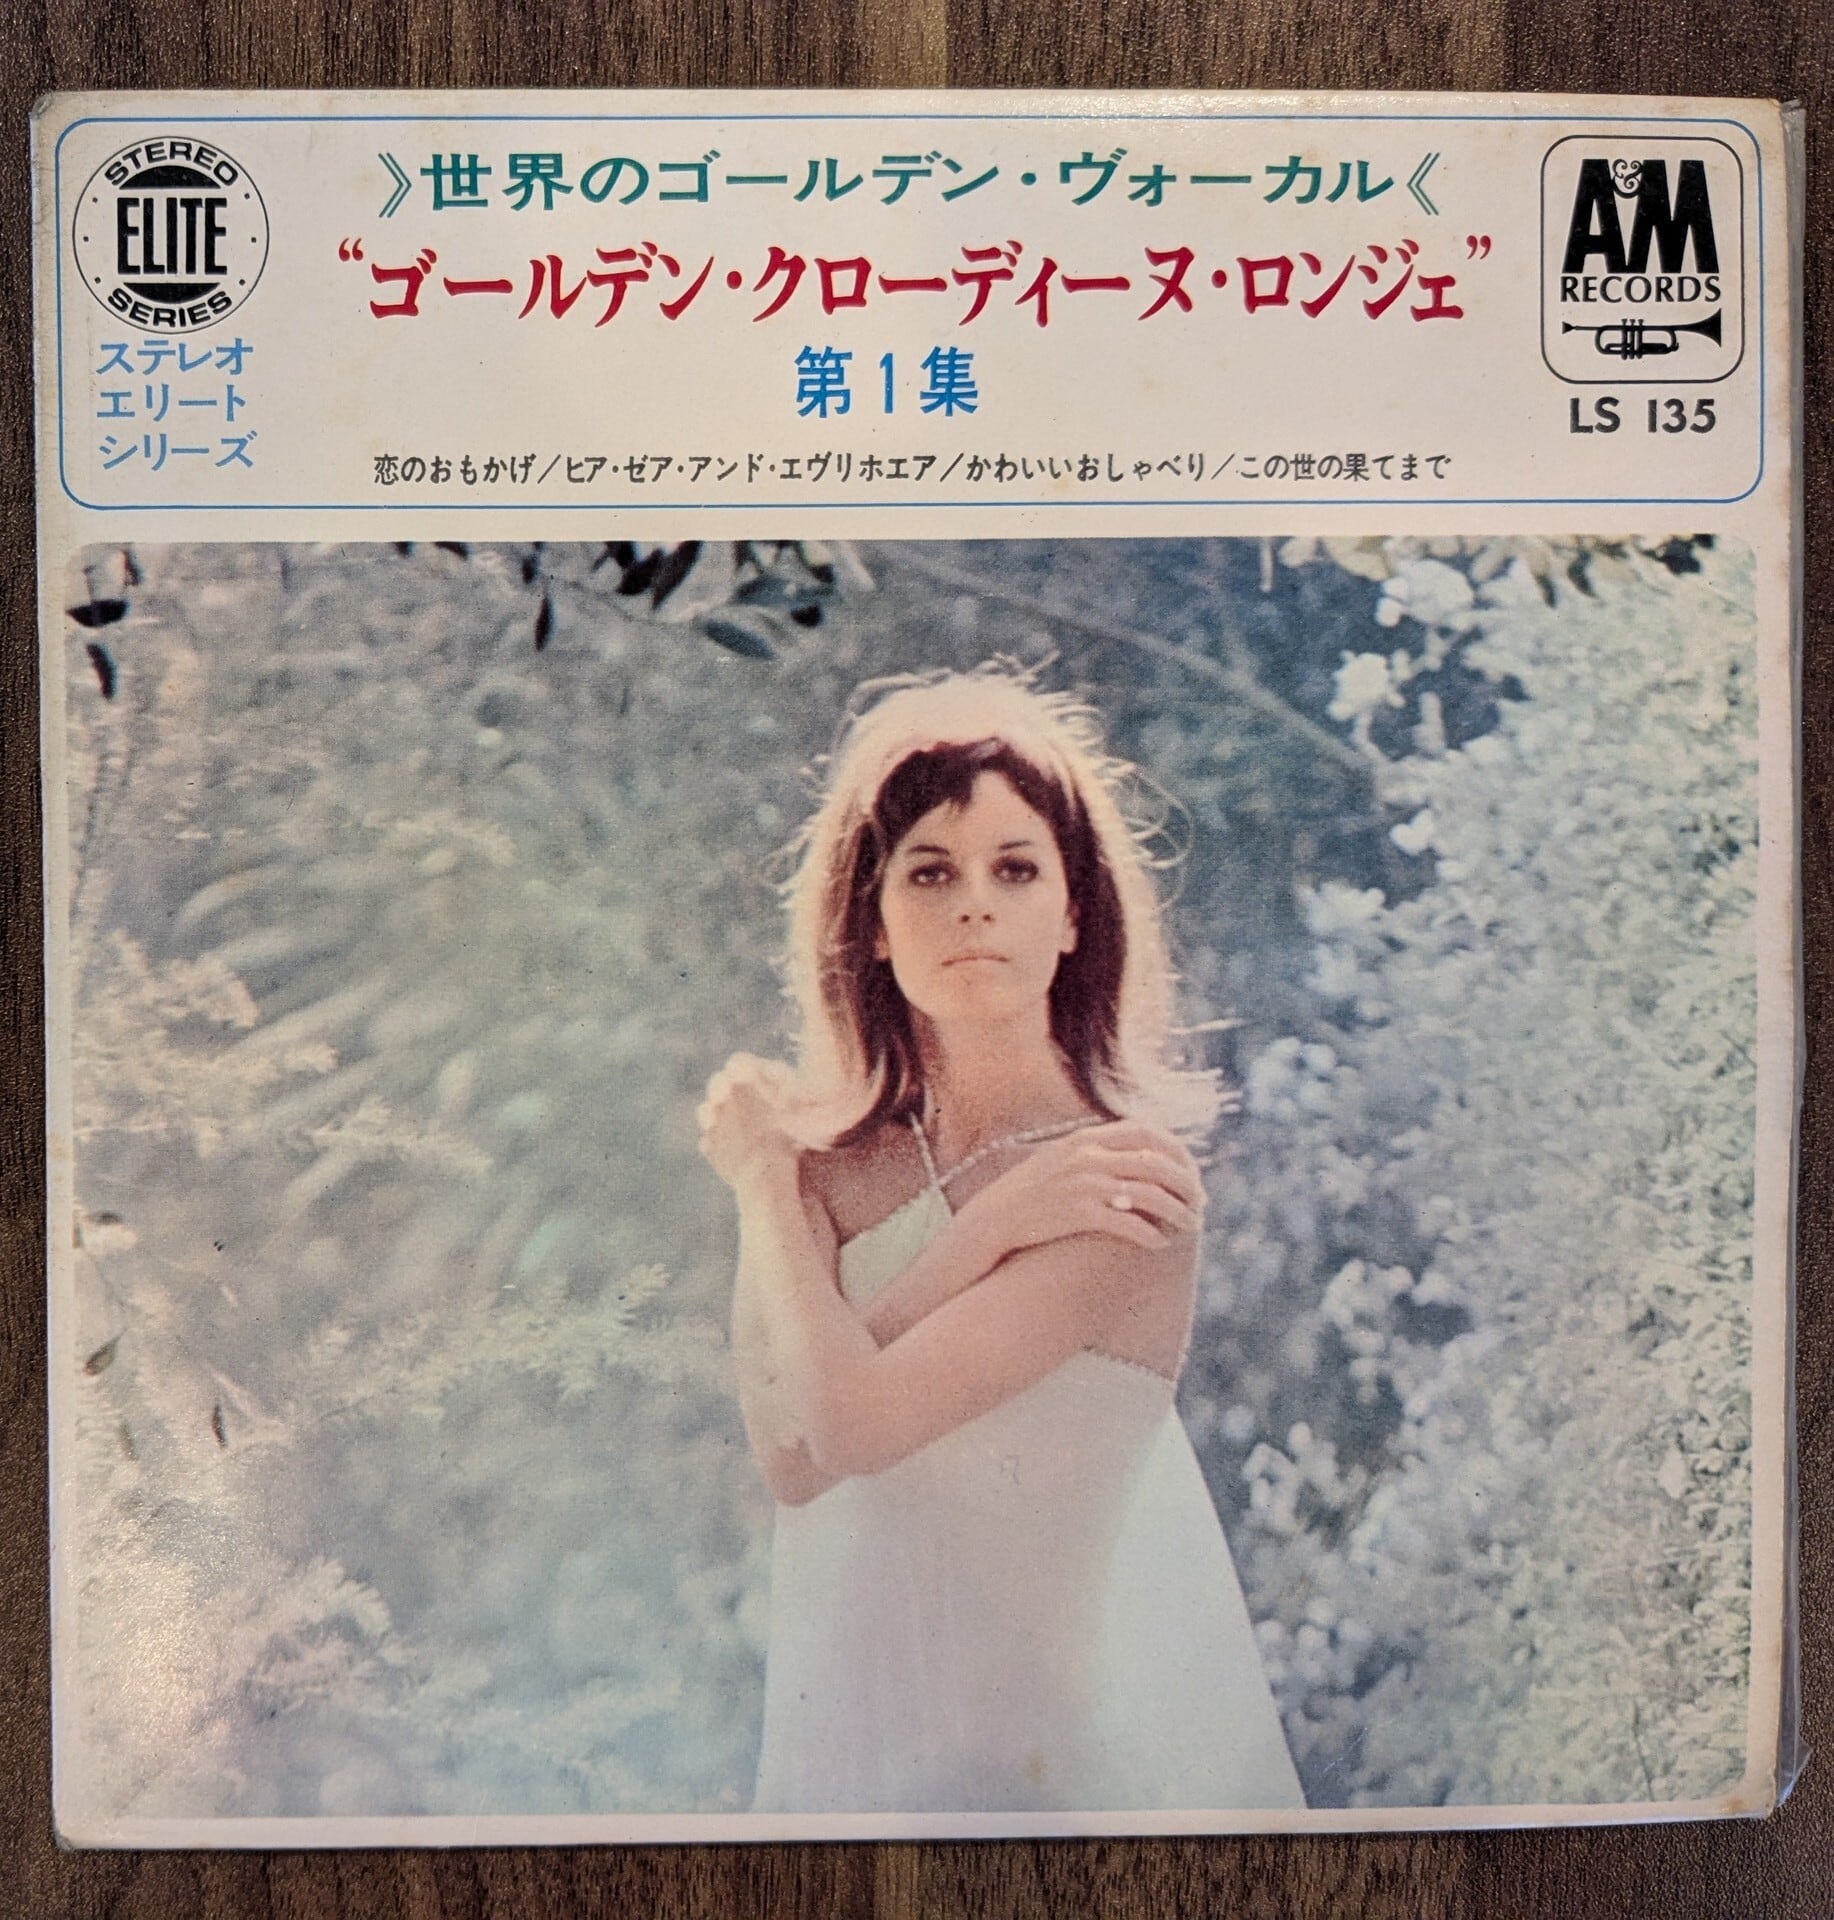 STEREO
ELITE
SERIES
ステレオ
エリート
シリーズ
》世界のゴールデン・ヴォーカル《
“ゴールデン・クローディーヌ・ロンジェ”
第1集
恋のおもかげ/ヒア・ゼア・アンド・エヴリホエア/かわいいおしゃべり/この世の果てまで
A&M
RECORDS
LS 135